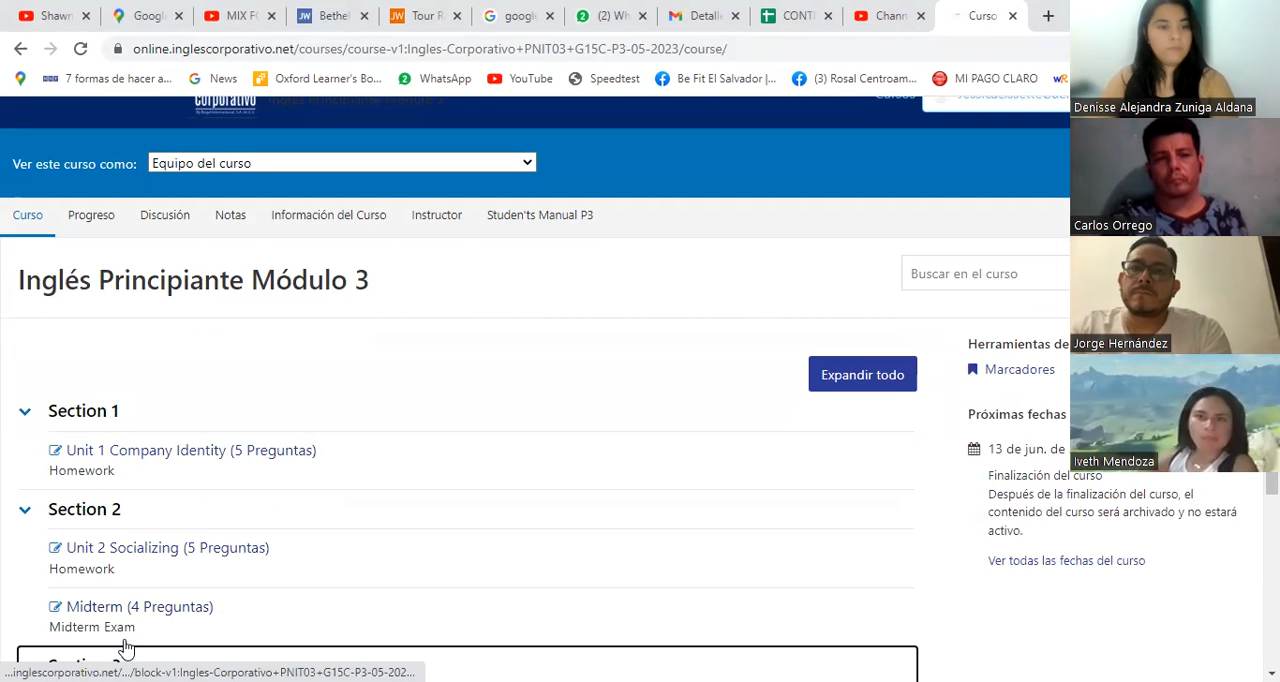 Shawn
Googl
MIX FO
Bethel
Tour R
google
(2) Wh
Detalle
CONTI
Chann
Curso
online.inglescorporativo.net/courses/course-v1:Ingles-Corporativo+PNIT03+G15C-P3-05-2023/course/
7 formas de hacer a...
News
Oxford Learner's Bo...
WhatsApp
YouTube
Speedtest
Be Fit El Salvador |...
(3) Rosal Centroam...
MI PAGO CLARO
corporativo
Ver este curso como:
Equipo del curso
Curso
Progreso
Discusión
Notas
Información del Curso
Instructor
Studen'ts Manual P3
Inglés Principiante Módulo 3
Buscar en el curso
Expandir todo
Herramientas de
Marcadores
Próximas fechas
13 de jun. de
Finalización del curso
Después de la finalización del curso, el
contenido del curso será archivado y no estará
activo.
Ver todas las fechas del curso
Section 1
Unit 1 Company Identity (5 Preguntas)
Homework
Section 2
Unit 2 Socializing (5 Preguntas)
Homework
Midterm (4 Preguntas)
Midterm Exam
...inglescorporativo.net/.../block-v1:Ingles-Corporativo+PNIT03+G15C-P3-05-202...
Denisse Alejandra Zuniga Aldana
Carlos Orrego
Jorge Hernández
Iveth Mendoza